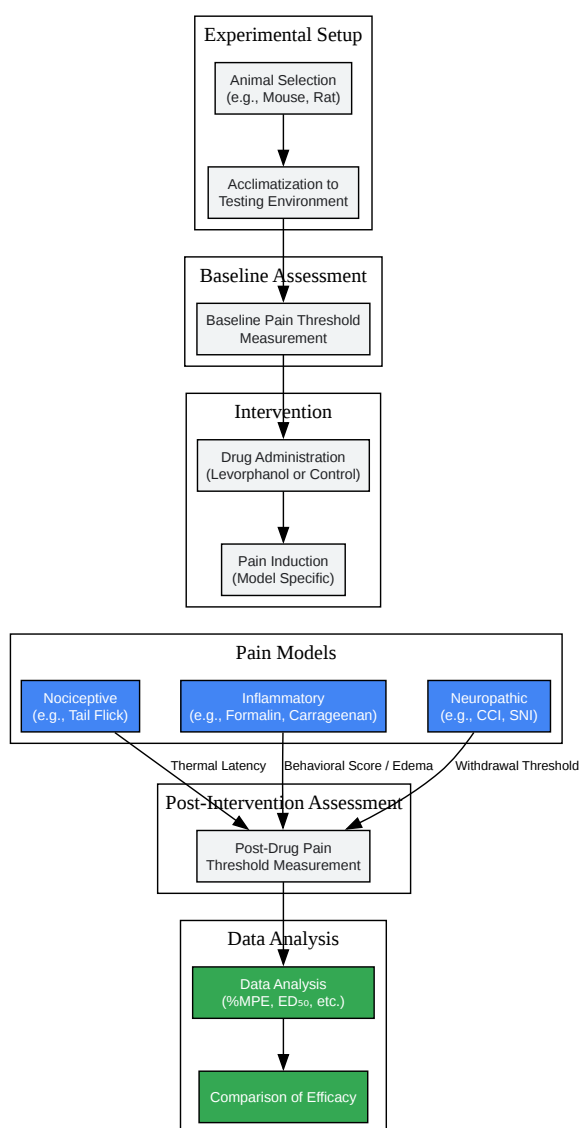 Experimental Setup
Animal Selection
(e.g., Mouse, Rat)
Acclimatization to
Testing Environment
Baseline Assessment
Baseline Pain Threshold
Measurement
Intervention
Drug Administration
(Levorphanol or Control)
Pain Induction
(Model Specific)
Pain Models
Nociceptive
(e.g., Tail Flick)
Inflammatory
(e.g., Formalin, Carrageenan)
Neuropathic
(e.g., CCI, SNI)
Thermal Latency
Behavioral Score / Edema
Withdrawal Threshold
Post-Intervention Assessment
Post-Drug Pain
Threshold Measurement
Data Analysis
Data Analysis
(%MPE, ED₅₀, etc.)
Comparison of Efficacy